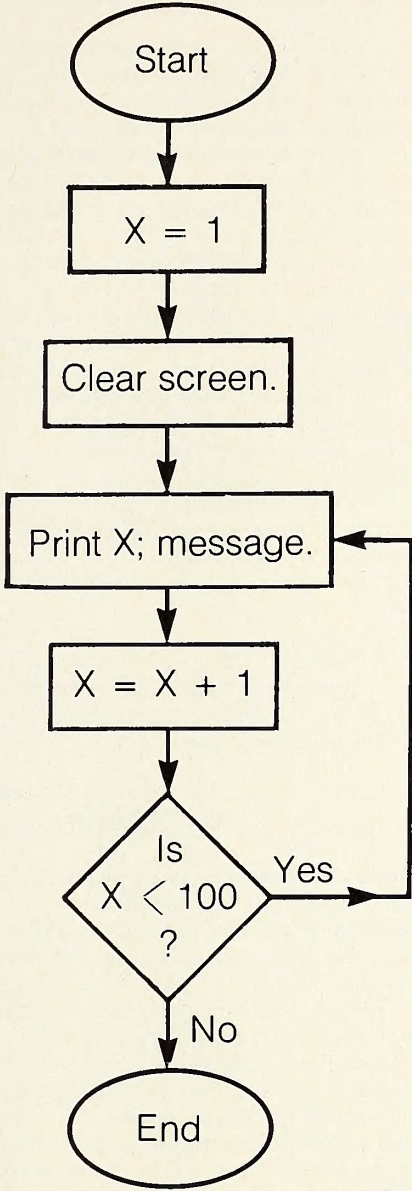 Start
X = 1
Clear screen.
Print X; message.
X = X + 1
Is
X < 100
?
Yes
No
End